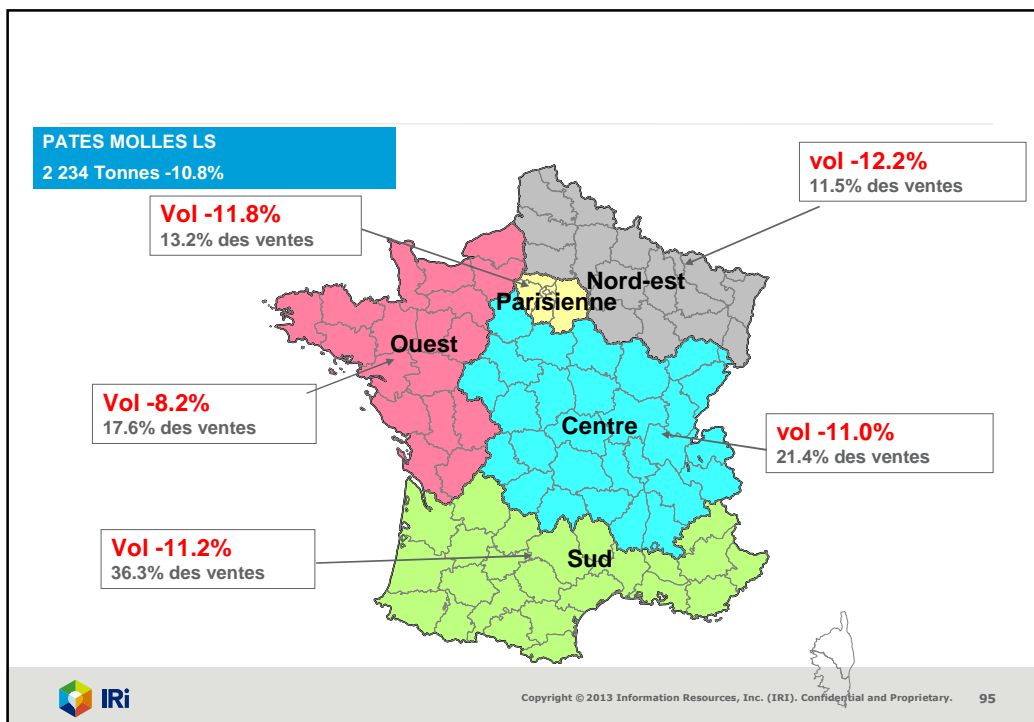 PATES MOLLES LS
2 234 Tonnes -10.8%
vol -12.2%
11.5% des ventes
Vol -11.8%
13.2% des ventes
Nord-est
Parisienne
Ouest
Vol -8.2%
17.6% des ventes
Centre
vol -11.0%
21.4% des ventes
Vol -11.2%
36.3% des ventes
Sud
IRi
Copyright © 2013 Information Resources, Inc. (IRI). Confidential and Proprietary. 95